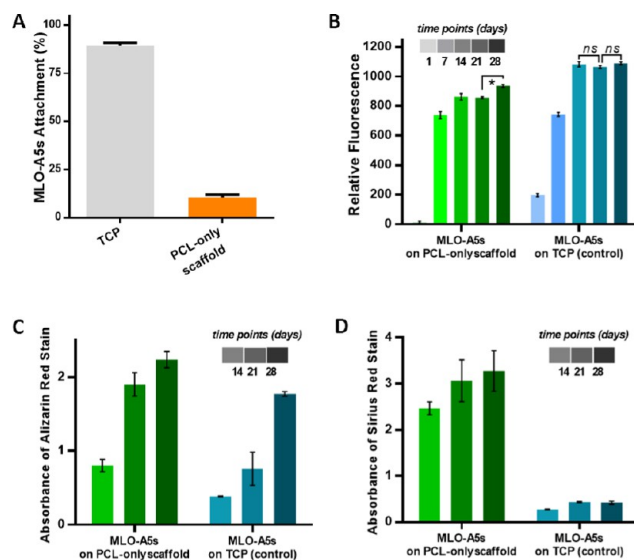 A
MLO-A5s Attachment (%)
100
75
50
25
0
TCP
PCL-only
scaffold
B
time points (days)
1 7 14 21 28
Relative Fluorescence
1200
1000
800
600
400
200
0
*
ns ns
MLO-A5s
on PCL-onlyscaffold
MLO-A5s
on TCP (control)
C
time points (days)
14 21 28
Absorbance of Alizarin Red Stain
2
1
0
MLO-A5s
on PCL-onlyscaffold
MLO-A5s
on TCP (control)
D
time points (days)
14 21 28
Absorbance of Sirius Red Stain
4
3
2
1
0
MLO-A5s
on PCL-onlyscaffold
MLO-A5s
on TCP (control)